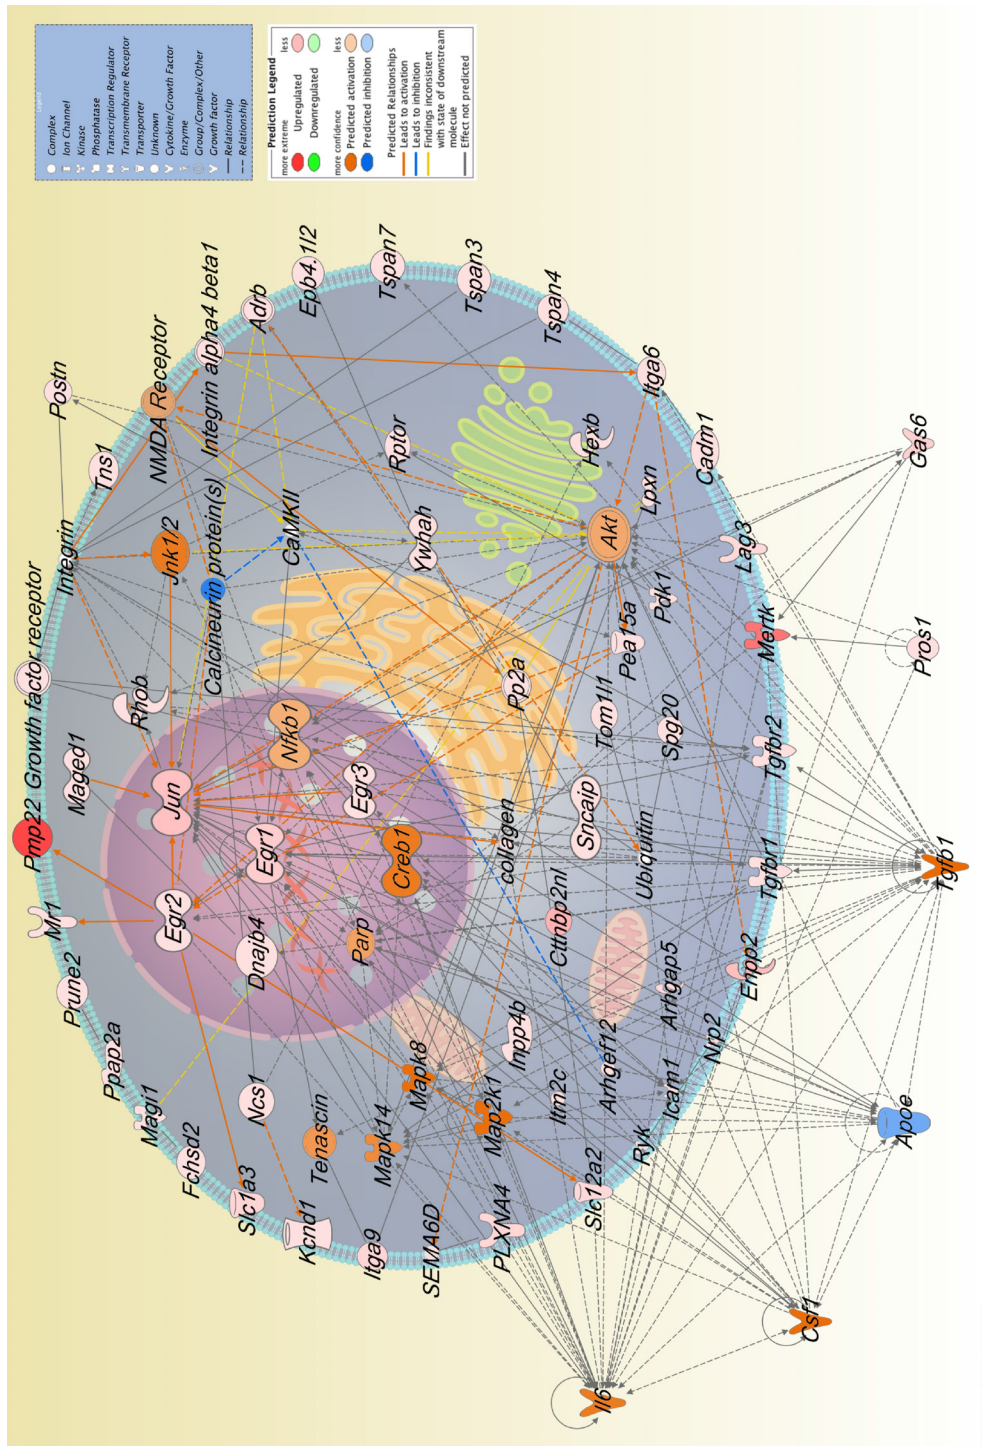 Legend
Complex
Ion Channel
Kinase
Phosphatase
Transcription Regulator
Transmembrane Receptor
Transporter
Unknown
Cytokine/Growth Factor
Enzyme
Group/Complex/Other
Growth factor
Relationship
Relationship
Prediction Legend
more extreme less
Upregulated
Downregulated
more confidence less
Predicted activation
Predicted inhibition
Predicted Relationships
Leads to activation
Leads to inhibition
Findings inconsistent
with state of downstream
molecule
Effect not predicted
Growth factor receptor
Pmp22
Mr1
Prune2
Ppap2a
Magi1
Fchsd2
Slc1a3
Kcnd1
Itga9
SEMA6D
PLXNA4
Slc12a2
Ryk
Icam1
Nrp2
Enpp2
Tgfbr1
Tgfbr2
Mertk
Lag3
Cadm1
Itga6
Tspan4
Tspan3
Tspan7
Epb4.1l2
Adrb
Integrin alpha4 beta1
NMDA Receptor
Postn
Tns1
Integrin
Jnk1/2
Calcineurin protein(s)
CaMKII
Rptor
Ywhah
Hexb
Lpxn
Akt
Pdk1
Pea15a
Pp2a
Tom1l1
Spg20
Rhob
Maged1
Jun
Nfkb1
Egr3
Egr1
Egr2
Creb1
Dnajb4
Parp
collagen
Sncaip
Ubiquitin
Cttnbp2nl
Arhgap5
Arhgef12
Inpp4b
Itm2c
Mapk8
Map2k1
Mapk14
Tenascin
Ncs1
Gas6
Pros1
Tgfb1
Apoe
Csf1
Il6